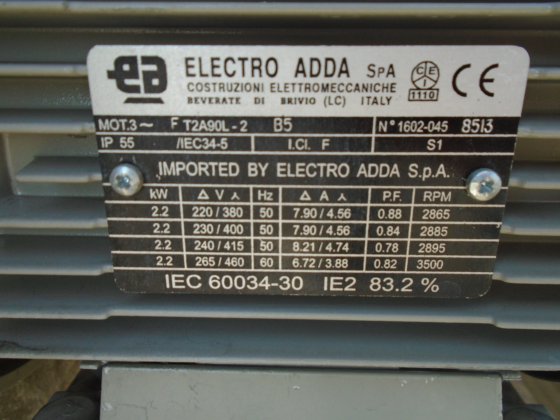 ea ELECTRO ADDA SpA
COSTRUZIONI ELETTROMECCANICHE
BEVERATE DI BRIVIO (LC) ITALY
CEI 1110 CE
MOT.3~ F T2A90L-2 B5 N° 1602-045 8513
IP 55 /IEC34-5 I.Cl. F S1
IMPORTED BY ELECTRO ADDA S.p.A.
kW Δ V ⅄ Hz Δ A ⅄ P.F. RPM
2.2 220 / 380 50 7.90 / 4.56 0.88 2865
2.2 230 / 400 50 7.90 / 4.56 0.84 2885
2.2 240 / 415 50 8.21 / 4.74 0.78 2895
2.2 265 / 460 60 6.72 / 3.88 0.82 3500
IEC 60034-30 IE2 83.2 %